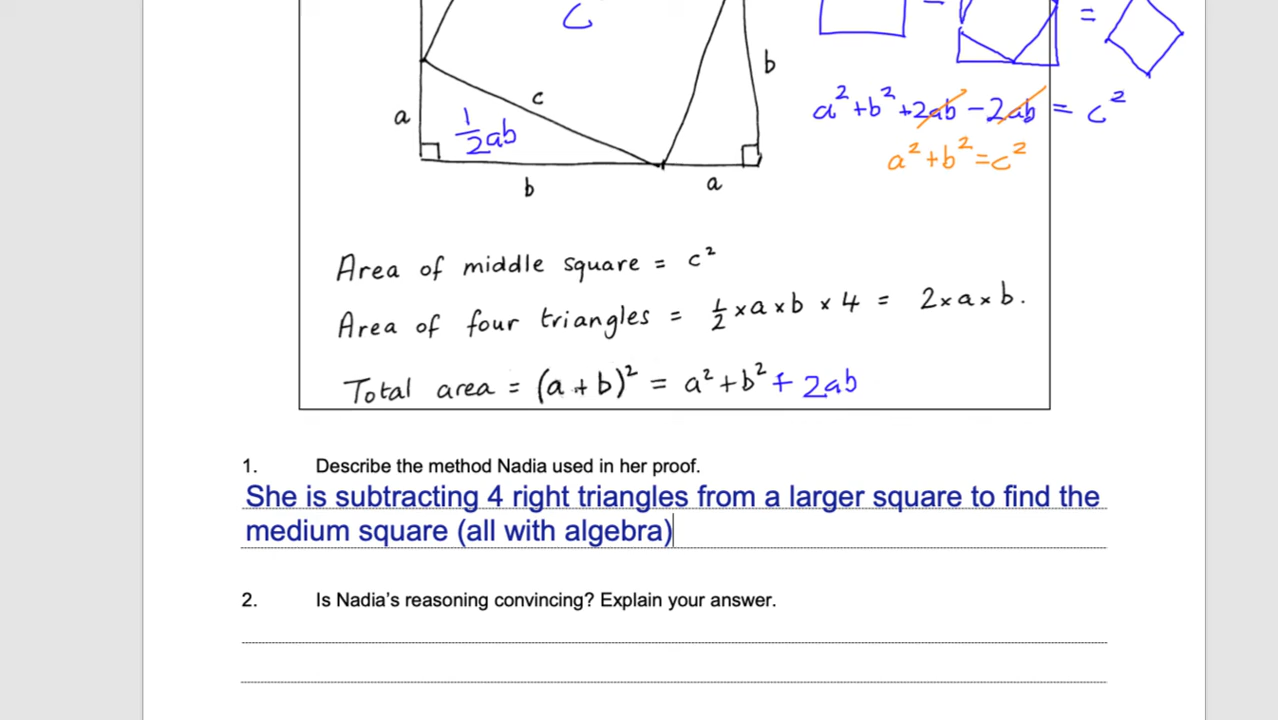 c
b
a² + b² + 2ab - 2ab = c²
c
a
1/2 ab
a² + b² = c²
b
a
Area of middle square = c²
Area of four triangles = 1/2 × a × b × 4 = 2 × a × b.
Total area = (a + b)² = a² + b² + 2ab
1. Describe the method Nadia used in her proof.
She is subtracting 4 right triangles from a larger square to find the
medium square (all with algebra)
2. Is Nadia's reasoning convincing? Explain your answer.